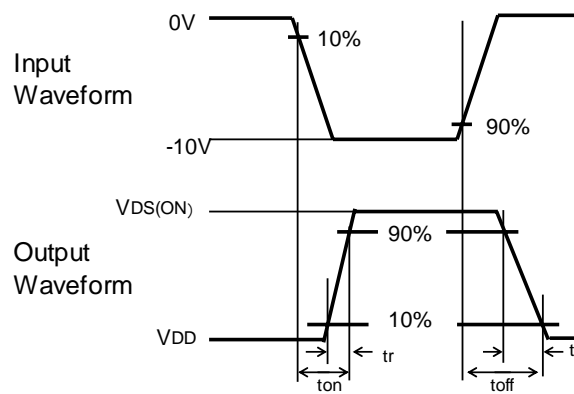 0V
10%
Input
Waveform
90%
-10V
VDS(ON)
90%
Output
Waveform
10%
VDD
tr
t
ton
toff